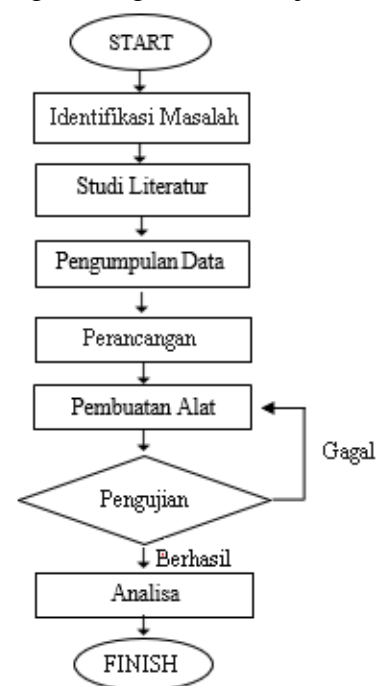 START
Identifikasi Masalah
Studi Literatur
Pengumpulan Data
Perancangan
Pembuatan Alat
Gagal
Pengujian
Berhasil
Analisa
FINISH